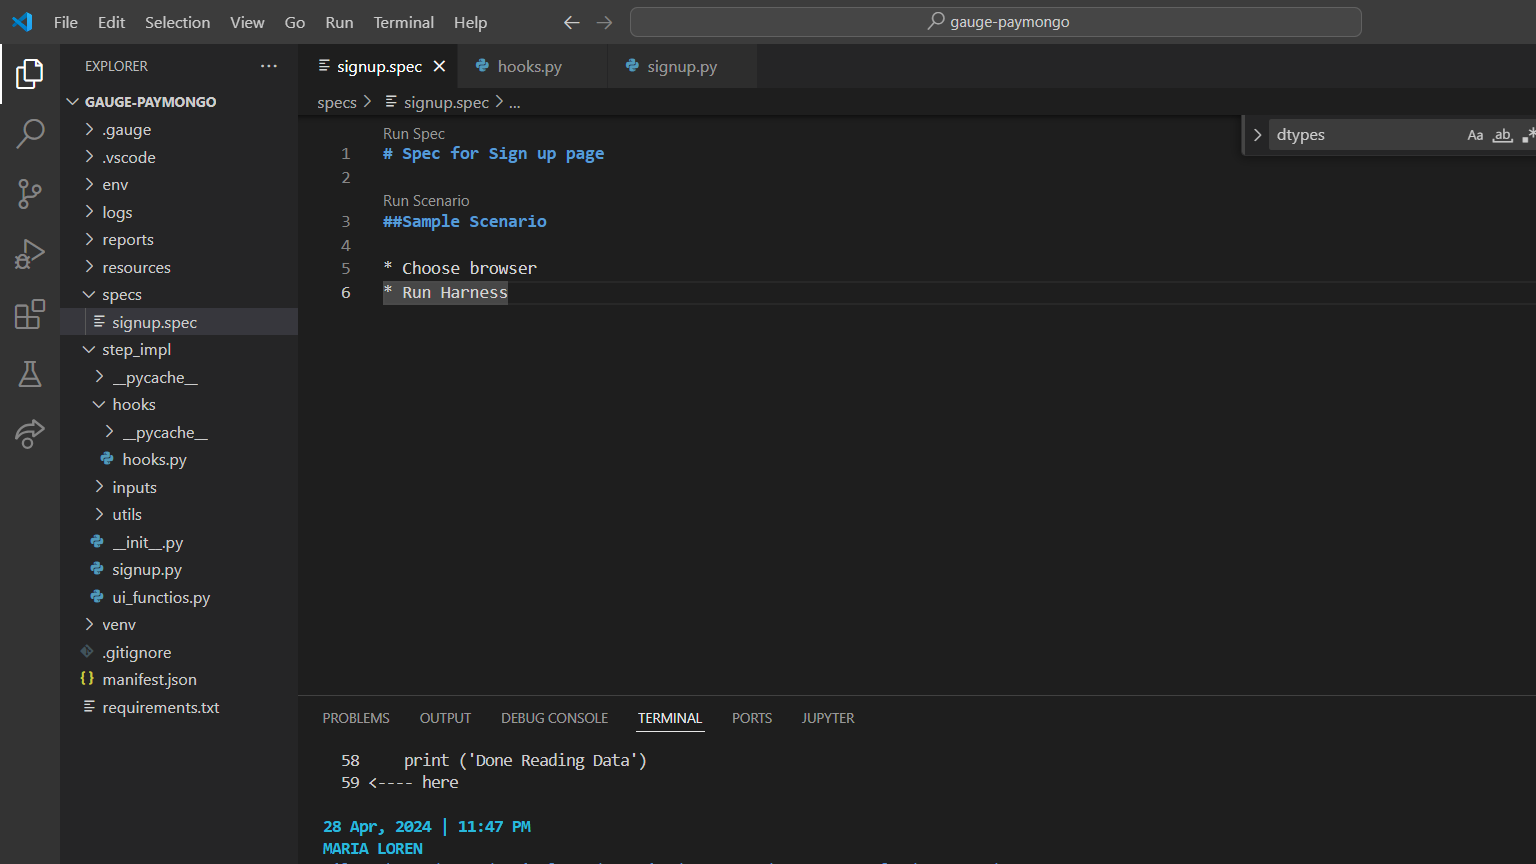 File Edit Selection View Go Run Terminal Help
gauge-paymongo
EXPLORER
GAUGE-PAYMONGO
.gauge
.vscode
env
logs
reports
resources
specs
signup.spec
step_impl
__pycache__
hooks
__pycache__
hooks.py
inputs
utils
__init__.py
signup.py
ui_functios.py
venv
.gitignore
manifest.json
requirements.txt
signup.spec hooks.py signup.py
specs > signup.spec > ...
dtypes Aa ab
Run Spec
1 # Spec for Sign up page
2
Run Scenario
3 ##Sample Scenario
4
5 * Choose browser
6 * Run Harness
PROBLEMS OUTPUT DEBUG CONSOLE TERMINAL PORTS JUPYTER
58 print ('Done Reading Data')
59 <---- here
28 Apr, 2024 | 11:47 PM
MARIA LOREN